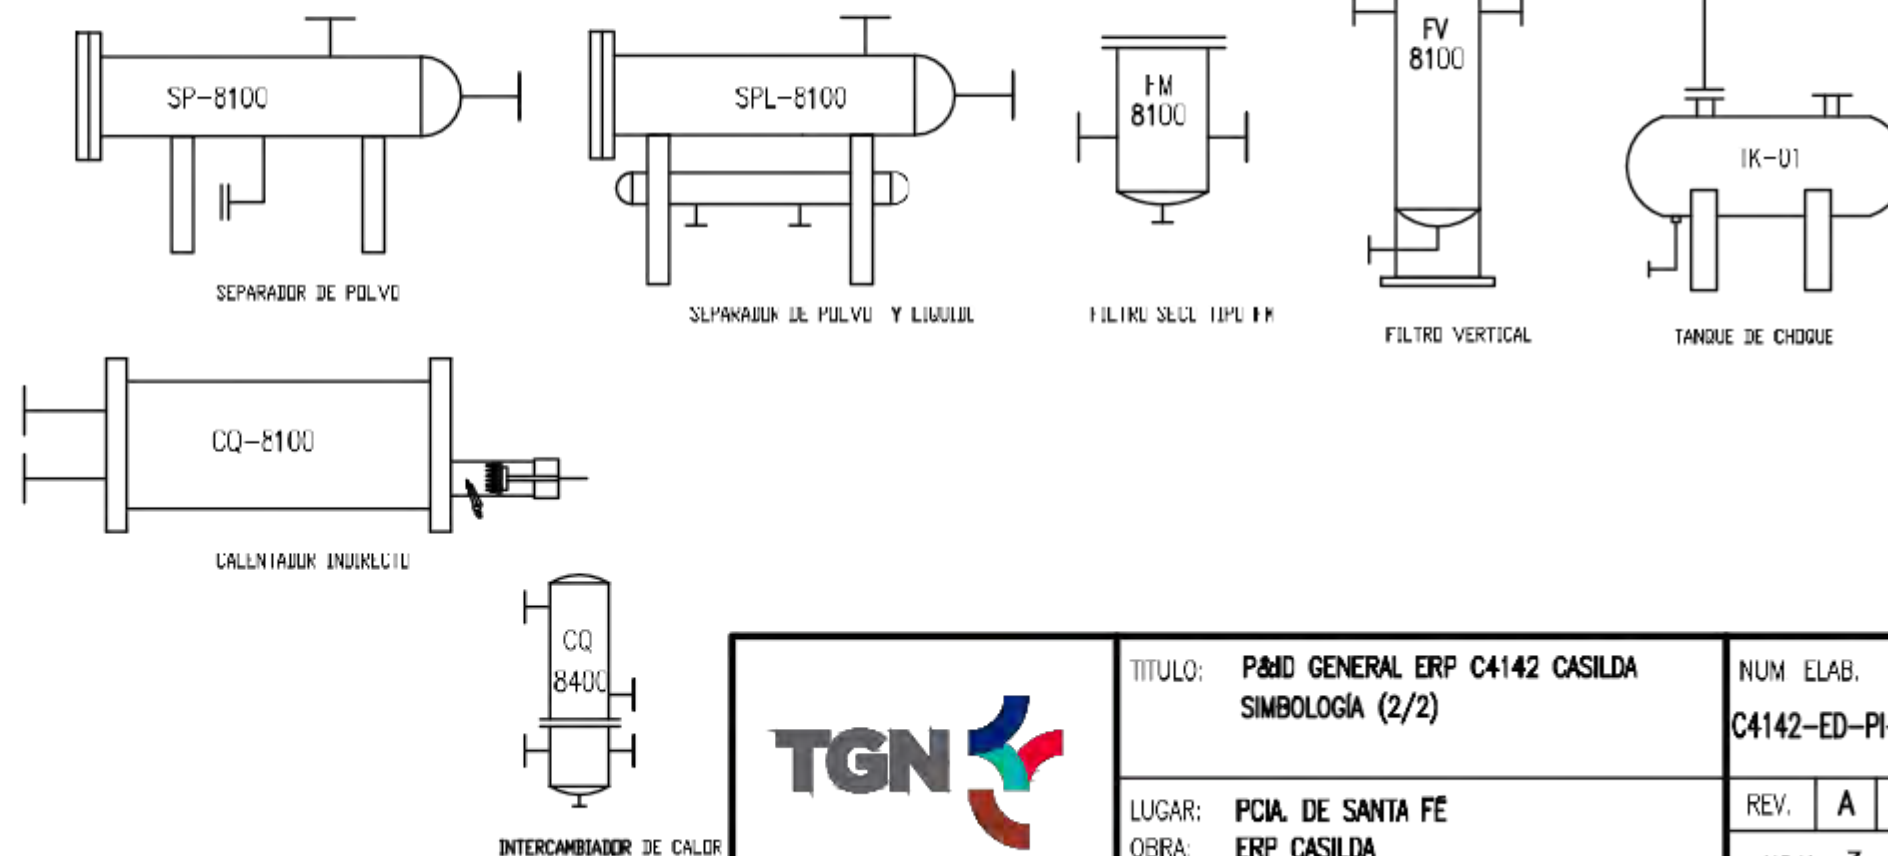 SP-8100
SPL-8100
FM
8100
FV
8100
TK-01
SEPARADOR DE POLVO
SEPARADOR DE POLVO Y LIQUIDO
FILTRO SECO TIPO FM
FILTRO VERTICAL
TANQUE DE CHOQUE
CQ-8100
CALENTADOR INDIRECTO
CQ
8400
INTERCAMBIADOR DE CALOR
TGN
TITULO: P&ID GENERAL ERP C4142 CASILDA
SIMBOLOGÍA (2/2)
NUM ELAB.
C4142-ED-PI-
LUGAR: PCIA. DE SANTA FÉ
OBRA: ERP CASILDA
REV. A